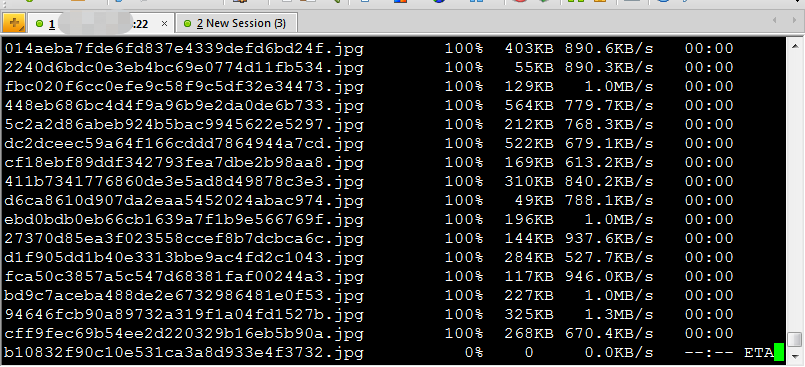 1 :22 2 New Session (3)
014aeba7fde6fd837e4339defd6bd24f.jpg 100% 403KB 890.6KB/s 00:00
2240d6bdc0e3eb4bc69e0774d11fb534.jpg 100% 55KB 890.3KB/s 00:00
fbc020f6cc0efe9c58f9c5df32e34473.jpg 100% 129KB 1.0MB/s 00:00
448eb686bc4d4f9a96b9e2da0de6b733.jpg 100% 564KB 779.7KB/s 00:00
5c2a2d86abeb924b5bac9945622e5297.jpg 100% 212KB 768.3KB/s 00:00
dc2dceec59a64f166cddd7864944a7cd.jpg 100% 522KB 679.1KB/s 00:00
cf18ebf89ddf342793fea7dbe2b98aa8.jpg 100% 169KB 613.2KB/s 00:00
411b7341776860de3e5ad8d49878c3e3.jpg 100% 310KB 840.2KB/s 00:00
d6ca8610d907da2eaa5452024abac974.jpg 100% 49KB 788.1KB/s 00:00
ebd0bdb0eb66cb1639a7f1b9e566769f.jpg 100% 196KB 1.0MB/s 00:00
27370d85ea3f023558ccef8b7dcbca6c.jpg 100% 144KB 937.6KB/s 00:00
d1f905dd1b40e3313bbe9ac4fd2c1043.jpg 100% 284KB 527.7KB/s 00:00
fca50c3857a5c547d68381faf00244a3.jpg 100% 117KB 946.0KB/s 00:00
bd9c7aceba488de2e6732986481e0f53.jpg 100% 227KB 1.0MB/s 00:00
94646fcb90a89732a319f1a04fd1527b.jpg 100% 325KB 1.3MB/s 00:00
cff9fec69b54ee2d220329b16eb5b90a.jpg 100% 268KB 670.4KB/s 00:00
b10832f90c10e531ca3a8d933e4f3732.jpg 0% 0 0.0KB/s --:-- ETA